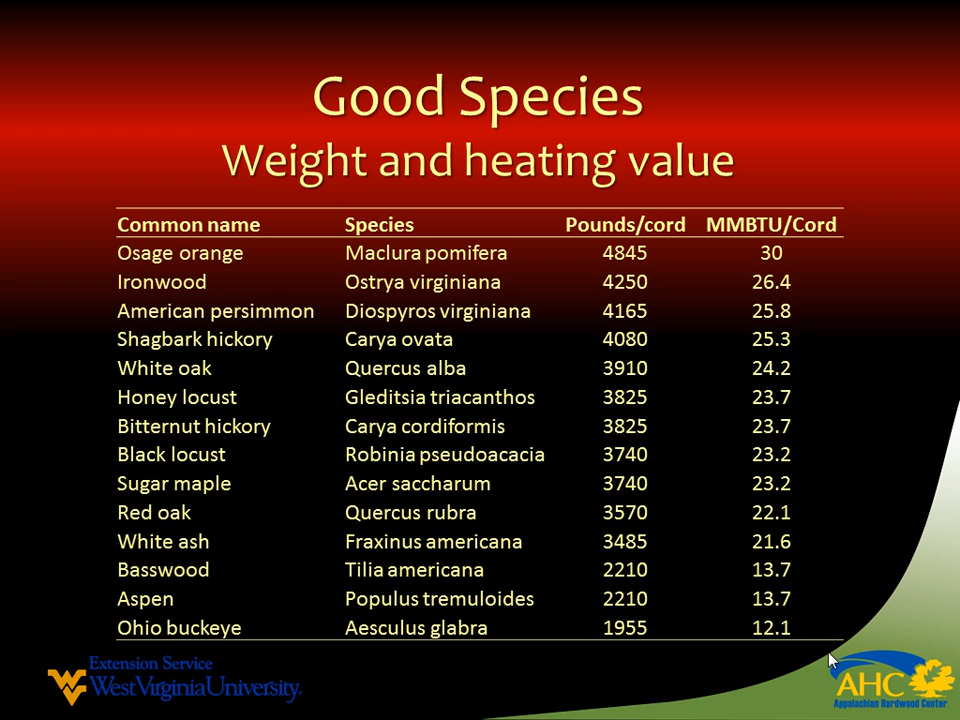 Good Species
Weight and heating value
Common name Species Pounds/cord MMBTU/Cord
Osage orange Maclura pomifera 4845 30
Ironwood Ostrya virginiana 4250 26.4
American persimmon Diospyros virginiana 4165 25.8
Shagbark hickory Carya ovata 4080 25.3
White oak Quercus alba 3910 24.2
Honey locust Gleditsia triacanthos 3825 23.7
Bitternut hickory Carya cordiformis 3825 23.7
Black locust Robinia pseudoacacia 3740 23.2
Sugar maple Acer saccharum 3740 23.2
Red oak Quercus rubra 3570 22.1
White ash Fraxinus americana 3485 21.6
Basswood Tilia americana 2210 13.7
Aspen Populus tremuloides 2210 13.7
Ohio buckeye Aesculus glabra 1955 12.1
Extension Service
WestVirginiaUniversity.
AHC
Appalachian Hardwood Center